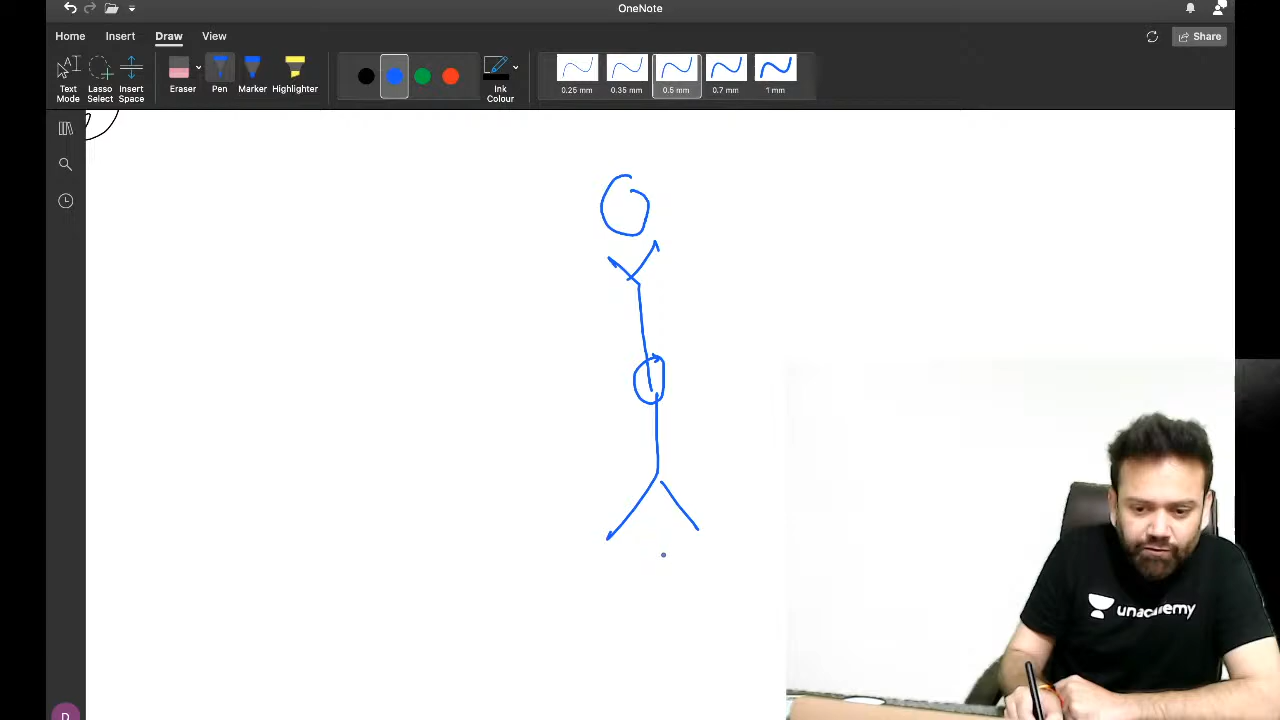 OneNote
Home Insert Draw View
Share
Text Mode
Lasso Select
Insert Space
Eraser
Pen
Marker
Highlighter
Ink Colour
0.25 mm
0.35 mm
0.5 mm
0.7 mm
1 mm
unacademy
D